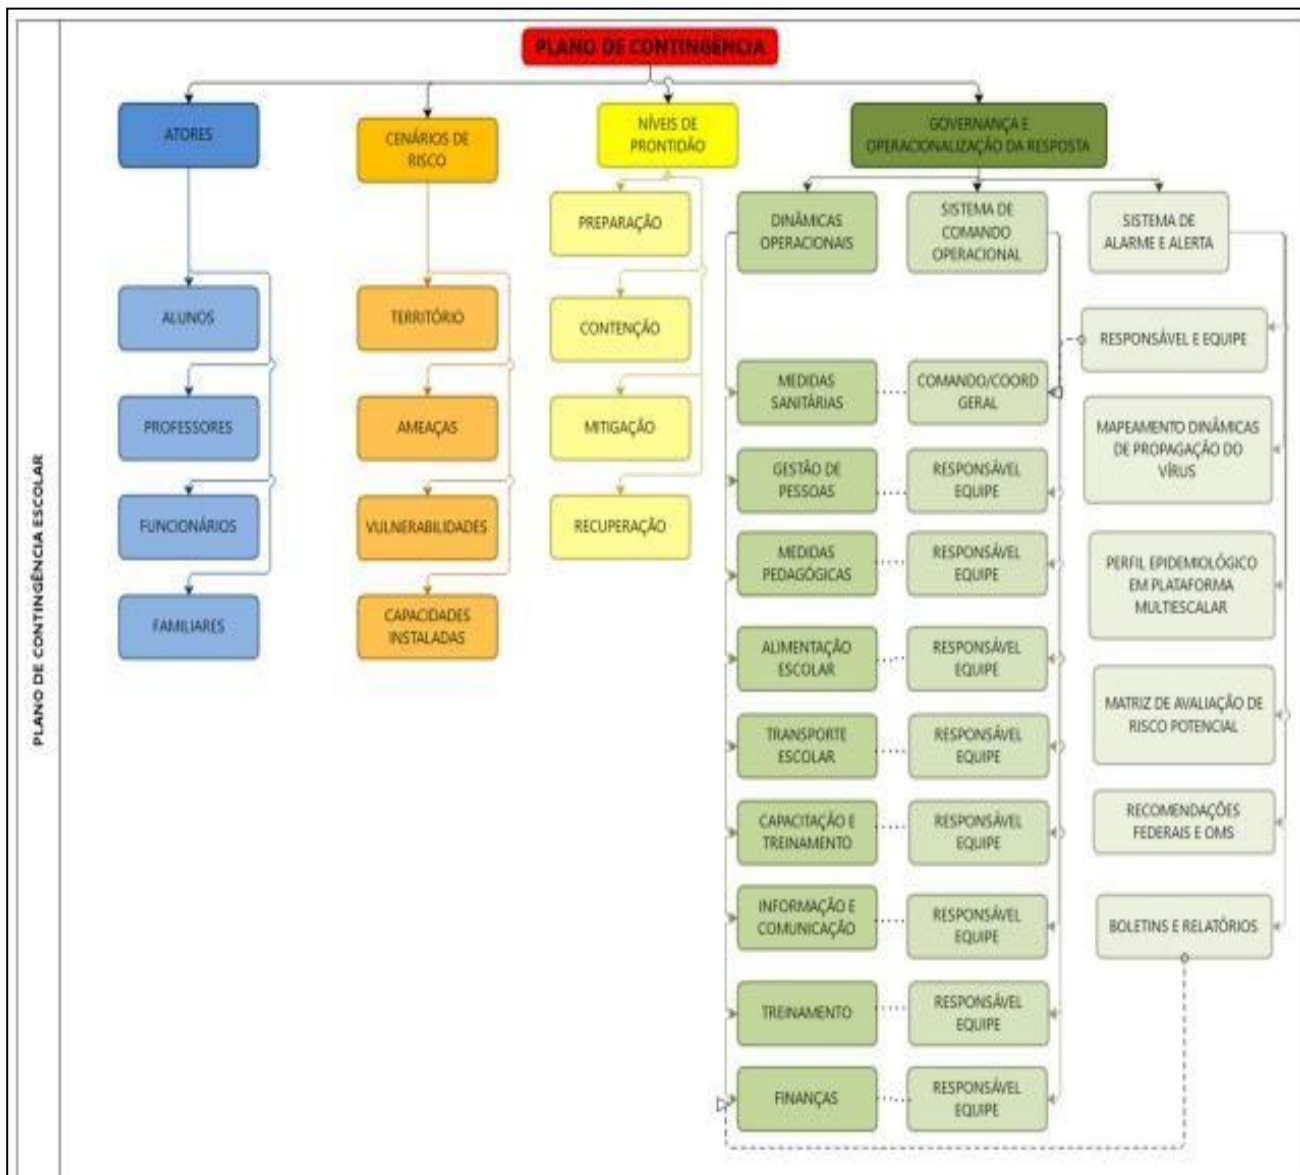 PLANO DE CONTINGÊNCIA ESCOLAR
PLANO DE CONTINGÊNCIA
ATORES
ALUNOS
PROFESSORES
FUNCIONÁRIOS
FAMILIARES
CENÁRIOS DE
RISCO
TERRITÓRIO
AMEAÇAS
VULNERABILIDADES
CAPACIDADES
INSTALADAS
NÍVEIS DE
PRONTIDÃO
PREPARAÇÃO
CONTENÇÃO
MITIGAÇÃO
RECUPERAÇÃO
GOVERNANÇA E
OPERACIONALIZAÇÃO DA RESPOSTA
DINÂMICAS
OPERACIONAIS
MEDIDAS
SANITÁRIAS
GESTÃO DE
PESSOAS
MEDIDAS
PEDAGÓGICAS
ALIMENTAÇÃO
ESCOLAR
TRANSPORTE
ESCOLAR
CAPACITAÇÃO E
TREINAMENTO
INFORMAÇÃO E
COMUNICAÇÃO
TREINAMENTO
FINANÇAS
SISTEMA DE
COMANDO
OPERACIONAL
COMANDO/COORD
GERAL
RESPONSÁVEL
EQUIPE
RESPONSÁVEL
EQUIPE
RESPONSÁVEL
EQUIPE
RESPONSÁVEL
EQUIPE
RESPONSÁVEL
EQUIPE
RESPONSÁVEL
EQUIPE
RESPONSÁVEL
EQUIPE
RESPONSÁVEL
EQUIPE
SISTEMA DE
ALARME E ALERTA
RESPONSÁVEL E EQUIPE
MAPEAMENTO DINÂMICAS
DE PROPAGAÇÃO DO
VÍRUS
PERFIL EPIDEMIOLÓGICO
EM PLATAFORMA
MULTIESCALAR
MATRIZ DE AVALIAÇÃO DE
RISCO POTENCIAL
RECOMENDAÇÕES
FEDERAIS E OMS
BOLETINS E RELATÓRIOS